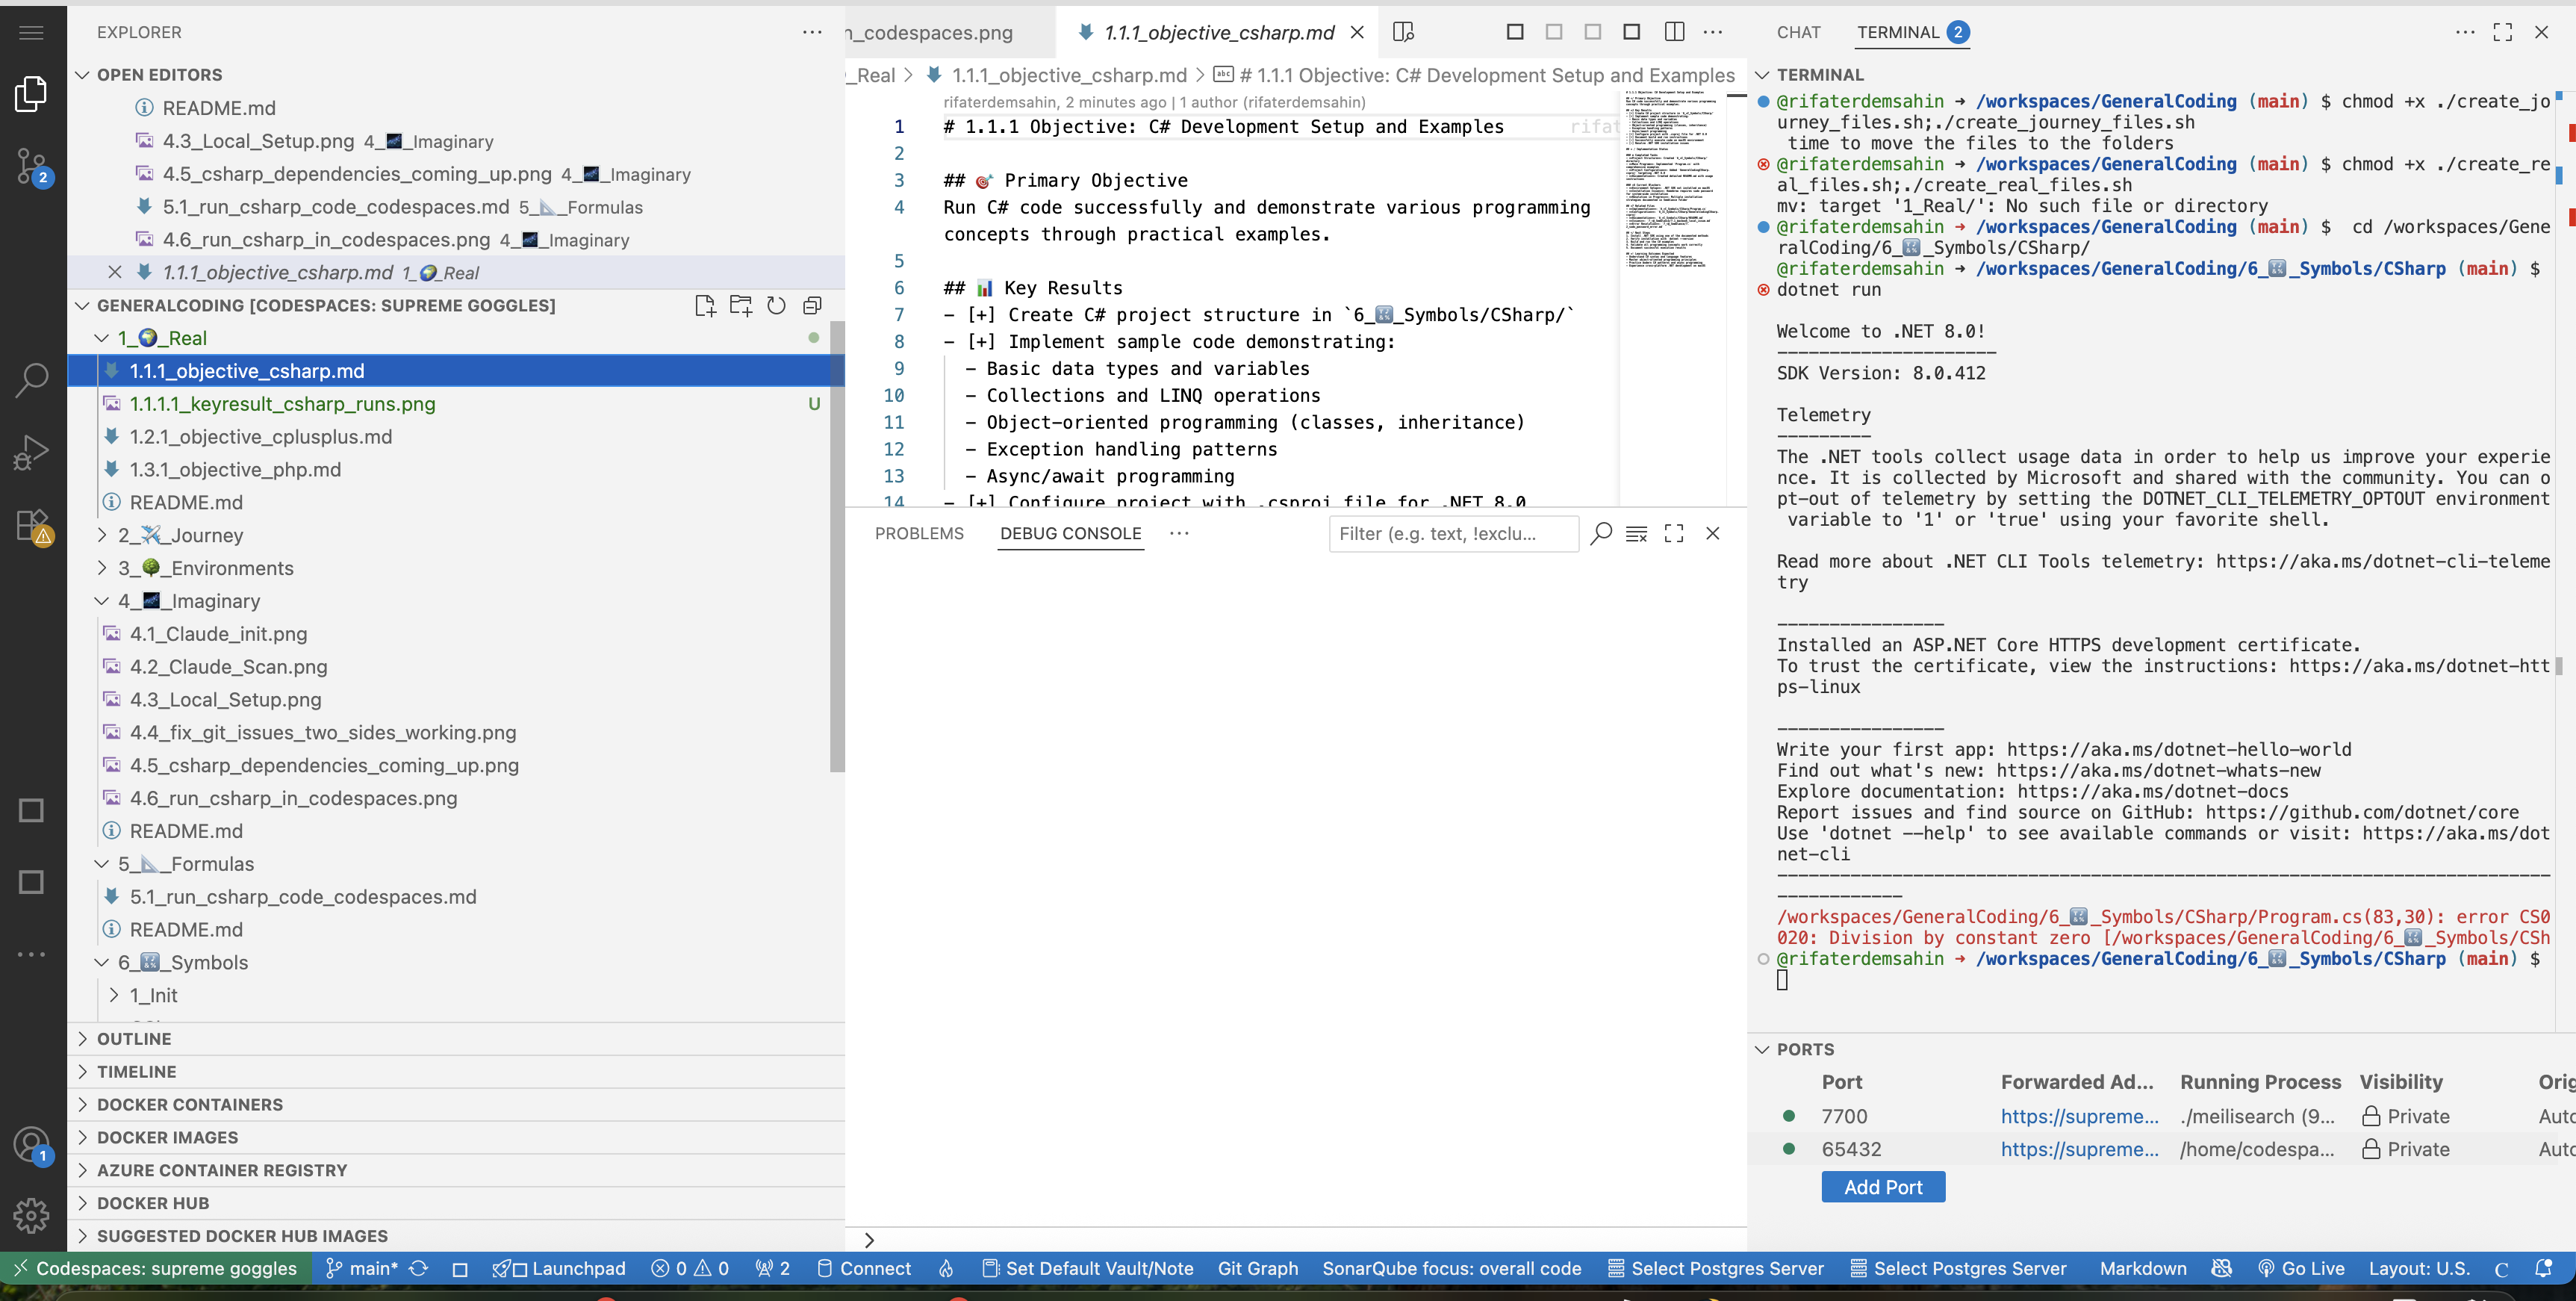 EXPLORER
OPEN EDITORS
README.md
4.3_Local_Setup.png 4_🌌_Imaginary
4.5_csharp_dependencies_coming_up.png 4_🌌_Imaginary
5.1_run_csharp_code_codespaces.md 5_📐_Formulas
4.6_run_csharp_in_codespaces.png 4_🌌_Imaginary
1.1.1_objective_csharp.md 1_🌍_Real
GENERALCODING [CODESPACES: SUPREME GOGGLES]
1_🌍_Real
1.1.1_objective_csharp.md
1.1.1.1_keyresult_csharp_runs.png U
1.2.1_objective_cplusplus.md
1.3.1_objective_php.md
README.md
2_✈️_Journey
3_🌳_Environments
4_🌌_Imaginary
4.1_Claude_init.png
4.2_Claude_Scan.png
4.3_Local_Setup.png
4.4_fix_git_issues_two_sides_working.png
4.5_csharp_dependencies_coming_up.png
4.6_run_csharp_in_codespaces.png
README.md
5_📐_Formulas
5.1_run_csharp_code_codespaces.md
README.md
6_🔣_Symbols
1_Init
OUTLINE
TIMELINE
DOCKER CONTAINERS
DOCKER IMAGES
AZURE CONTAINER REGISTRY
DOCKER HUB
SUGGESTED DOCKER HUB IMAGES
2
1
n_codespaces.png
1.1.1_objective_csharp.md
_Real > 1.1.1_objective_csharp.md > # 1.1.1 Objective: C# Development Setup and Examples
rifaterdemsahin, 2 minutes ago | 1 author (rifaterdemsahin)
1 # 1.1.1 Objective: C# Development Setup and Examples rifat
2
3 ## 🎯 Primary Objective
4 Run C# code successfully and demonstrate various programming
concepts through practical examples.
5
6 ## 📊 Key Results
7 - [+] Create C# project structure in `6_🔣_Symbols/CSharp/`
8 - [+] Implement sample code demonstrating:
9 - Basic data types and variables
10 - Collections and LINQ operations
11 - Object-oriented programming (classes, inheritance)
12 - Exception handling patterns
13 - Async/await programming
14 - [+] Configure project with .csproj file for .NET 8.0
PROBLEMS DEBUG CONSOLE
Filter (e.g. text, !exclu...
CHAT TERMINAL 2
TERMINAL
@rifaterdemsahin → /workspaces/GeneralCoding (main) $ chmod +x ./create_jo
urney_files.sh;./create_journey_files.sh
time to move the files to the folders
@rifaterdemsahin → /workspaces/GeneralCoding (main) $ chmod +x ./create_re
al_files.sh;./create_real_files.sh
mv: target '1_Real/': No such file or directory
@rifaterdemsahin → /workspaces/GeneralCoding (main) $ cd /workspaces/Gene
ralCoding/6_🔣_Symbols/CSharp/
@rifaterdemsahin → /workspaces/GeneralCoding/6_🔣_Symbols/CSharp (main) $
dotnet run
Welcome to .NET 8.0!
---------------------
SDK Version: 8.0.412
Telemetry
---------
The .NET tools collect usage data in order to help us improve your experie
nce. It is collected by Microsoft and shared with the community. You can o
pt-out of telemetry by setting the DOTNET_CLI_TELEMETRY_OPTOUT environment
variable to '1' or 'true' using your favorite shell.
Read more about .NET CLI Tools telemetry: https://aka.ms/dotnet-cli-teleme
try
----------------
Installed an ASP.NET Core HTTPS development certificate.
To trust the certificate, view the instructions: https://aka.ms/dotnet-htt
ps-linux
----------------
Write your first app: https://aka.ms/dotnet-hello-world
Find out what's new: https://aka.ms/dotnet-whats-new
Explore documentation: https://aka.ms/dotnet-docs
Report issues and find source on GitHub: https://github.com/dotnet/core
Use 'dotnet --help' to see available commands or visit: https://aka.ms/dot
net-cli
--------------------------------------------------------------------------
------------
/workspaces/GeneralCoding/6_🔣_Symbols/CSharp/Program.cs(83,30): error CS0
020: Division by constant zero [/workspaces/GeneralCoding/6_🔣_Symbols/CSh
@rifaterdemsahin → /workspaces/GeneralCoding/6_🔣_Symbols/CSharp (main) $
PORTS
Port Forwarded Ad... Running Process Visibility Orig
7700 https://supreme... ./meilisearch (9... Private Auto
65432 https://supreme... /home/codespa... Private Auto
Add Port
Codespaces: supreme goggles main* Launchpad 0 0 2 Connect Set Default Vault/Note Git Graph SonarQube focus: overall code Select Postgres Server Select Postgres Server Markdown Go Live Layout: U.S.